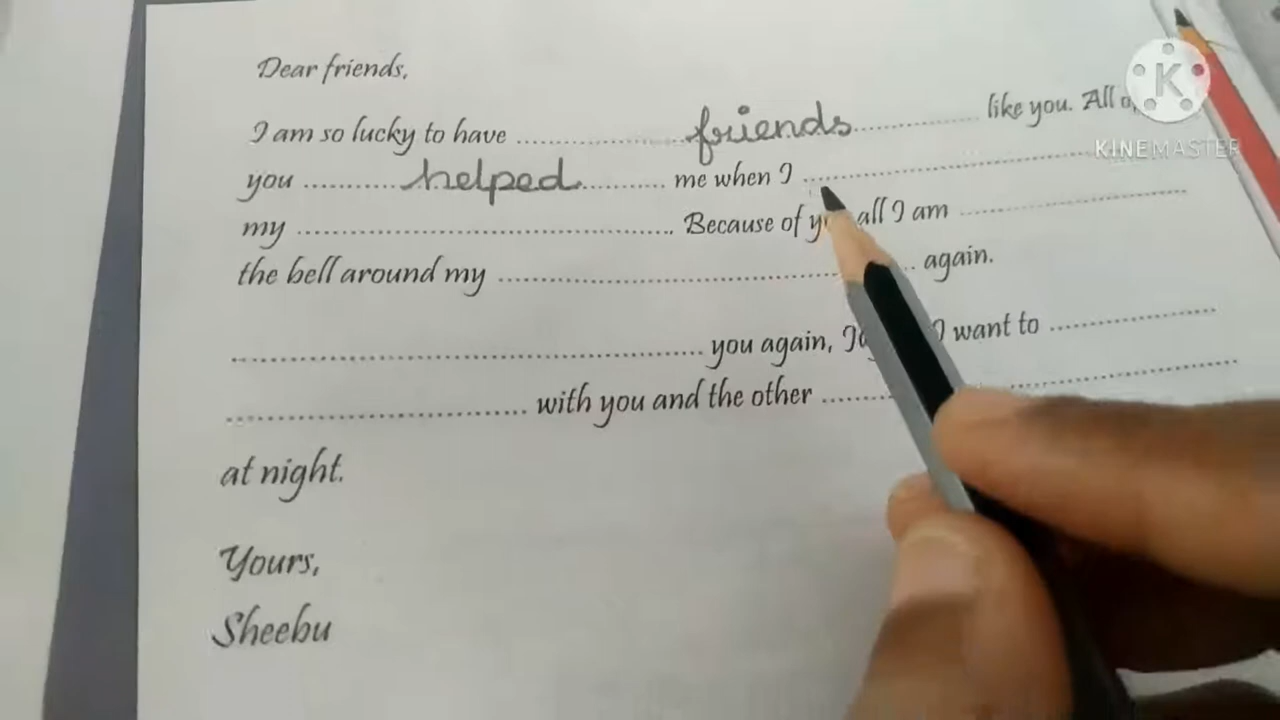 Dear friends,
I am so lucky to have .................... friends .................... like you. All
you .................... helped .................... me when I ....................
my .................... Because of all I am ....................
the bell around my .................... again.
.................... you again, I want to ....................
.................... with you and the other ....................
at night.
Yours,
Sheebu
K
KINEMASTER